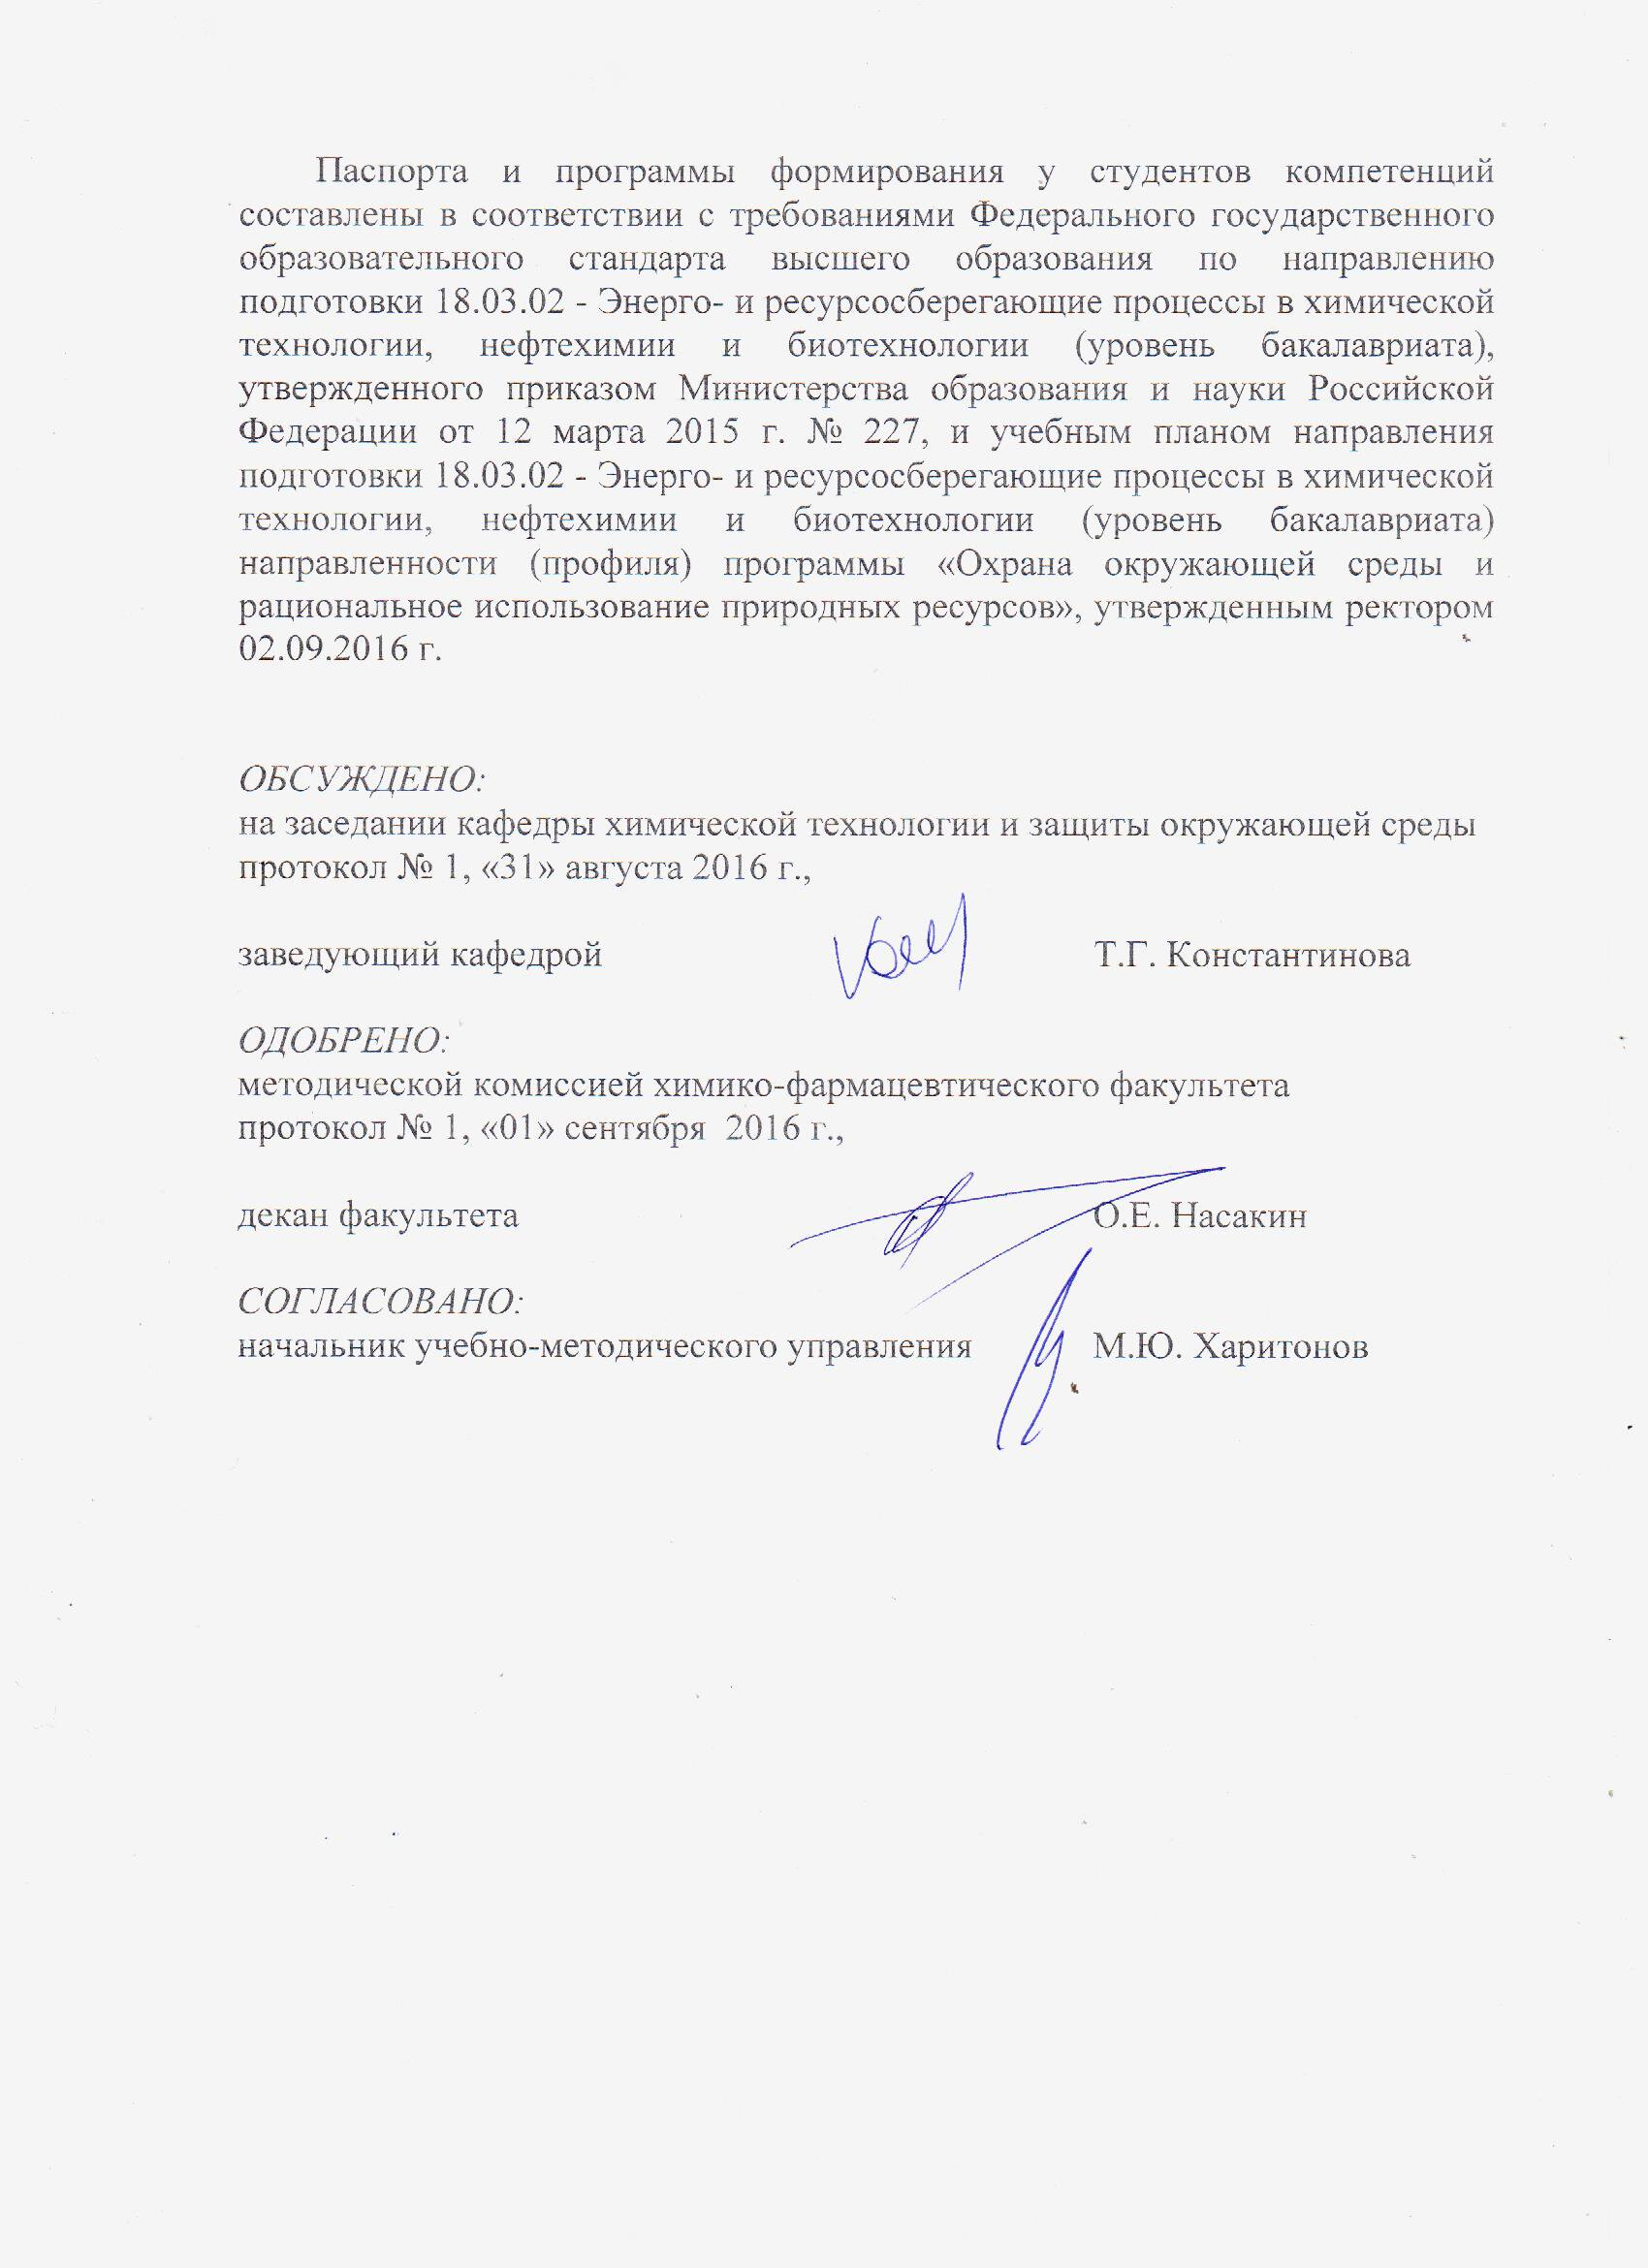 Паспорта и программы формирования у студентов компетенций
составлены в соответствии с требованиями Федерального государственного
образовательного стандарта высшего образования по направлению
подготовки 18.03.02 - Энерго- и ресурсосберегающие процессы в химической
технологии, нефтехимии и биотехнологии (уровень бакалавриата),
утвержденного приказом Министерства образования и науки Российской
Федерации от 12 марта 2015 г. № 227, и учебным планом направления
подготовки 18.03.02 - Энерго- и ресурсосберегающие процессы в химической
технологии, нефтехимии и биотехнологии (уровень бакалавриата)
направленности (профиля) программы «Охрана окружающей среды и
рациональное использование природных ресурсов», утвержденным ректором
02.09.2016 г.
ОБСУЖДЕНО:
на заседании кафедры химической технологии и защиты окружающей среды
протокол № 1, «31» августа 2016 г.,
заведующий кафедрой Т.Г. Константинова
ОДОБРЕНО:
методической комиссией химико-фармацевтического факультета
протокол № 1, «01» сентября 2016 г.,
декан факультета О.Е. Насакин
СОГЛАСОВАНО:
начальник учебно-методического управления М.Ю. Харитонов